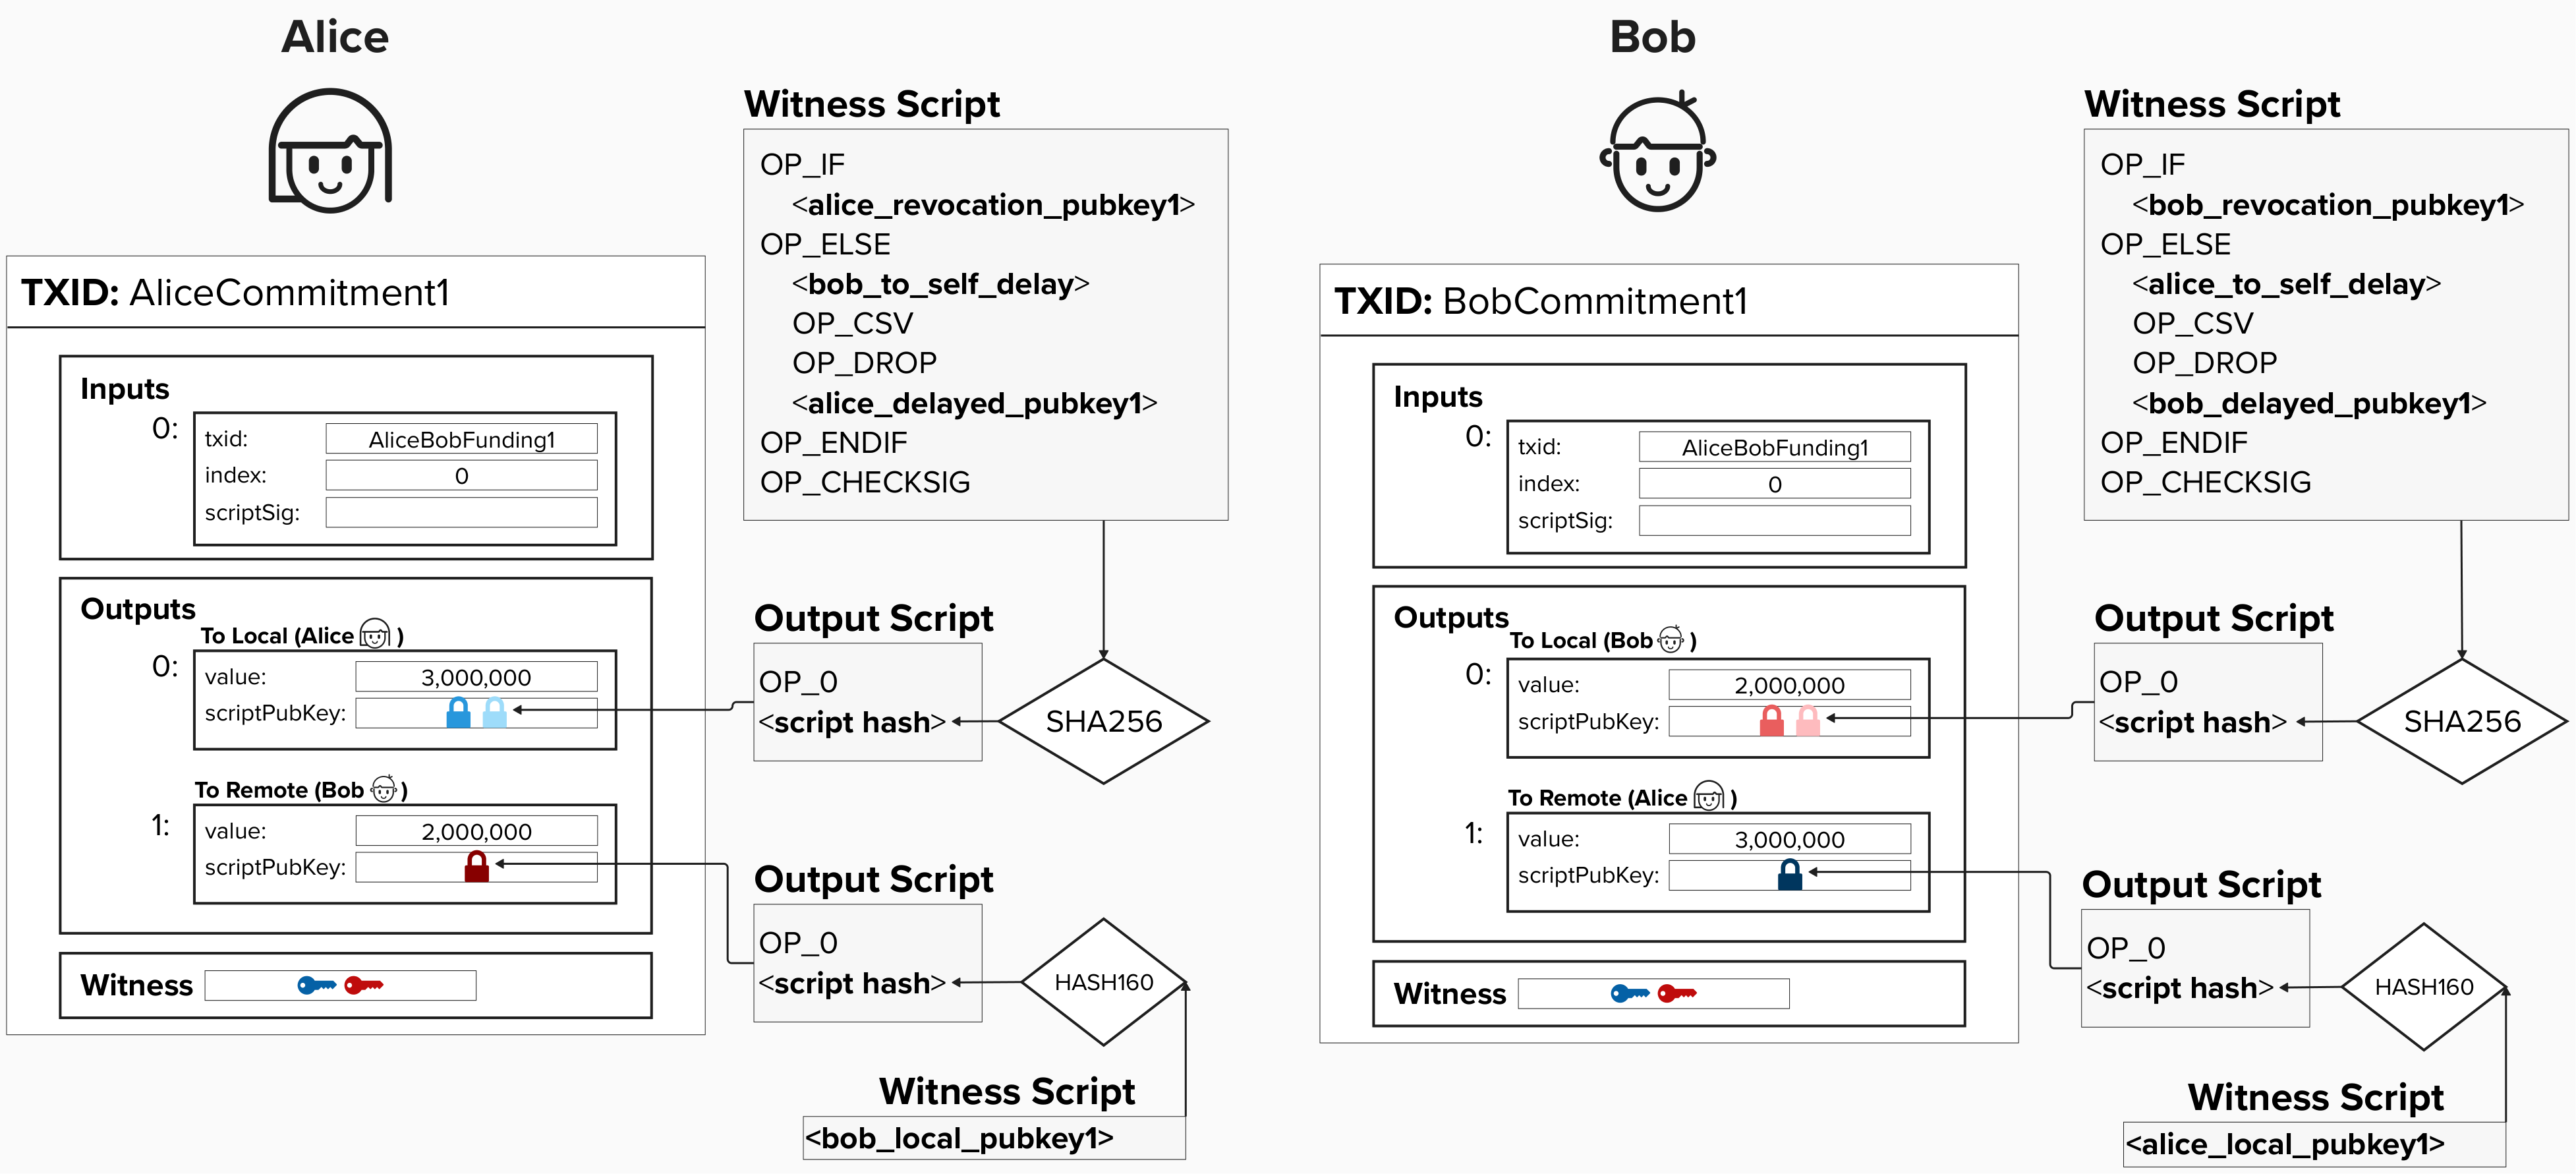 Alice
Witness Script
OP_IF
<alice_revocation_pubkey1>
OP_ELSE
<bob_to_self_delay>
OP_CSV
OP_DROP
<alice_delayed_pubkey1>
OP_ENDIF
OP_CHECKSIG
TXID: AliceCommitment1
Inputs
0:
txid: AliceBobFunding1
index: 0
scriptSig:
Outputs
To Local (Alice )
0:
value: 3,000,000
scriptPubKey:
To Remote (Bob )
1:
value: 2,000,000
scriptPubKey:
Witness
Output Script
OP_0
<script hash>
SHA256
Output Script
OP_0
<script hash>
HASH160
Witness Script
<bob_local_pubkey1>
Bob
Witness Script
OP_IF
<bob_revocation_pubkey1>
OP_ELSE
<alice_to_self_delay>
OP_CSV
OP_DROP
<bob_delayed_pubkey1>
OP_ENDIF
OP_CHECKSIG
TXID: BobCommitment1
Inputs
0:
txid: AliceBobFunding1
index: 0
scriptSig:
Outputs
To Local (Bob )
0:
value: 2,000,000
scriptPubKey:
To Remote (Alice )
1:
value: 3,000,000
scriptPubKey:
Witness
Output Script
OP_0
<script hash>
SHA256
Output Script
OP_0
<script hash>
HASH160
Witness Script
<alice_local_pubkey1>